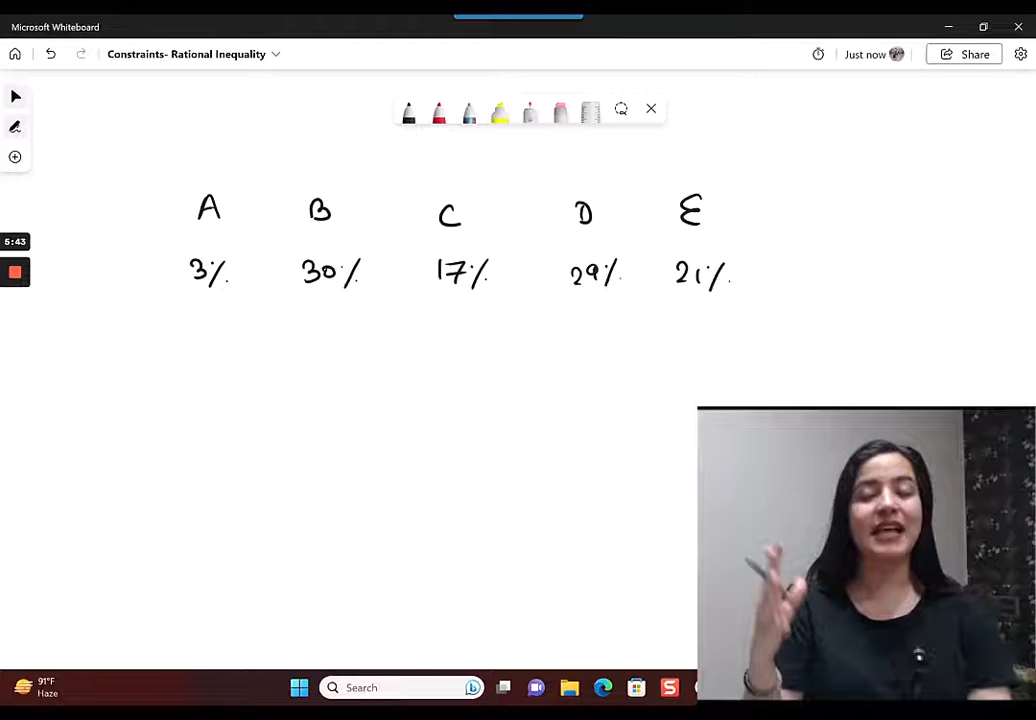 Microsoft Whiteboard
Constraints- Rational Inequality
Just now
Share
A B C D E
5:43
3% 30% 17% 29% 21%
91°F
Haze
Search